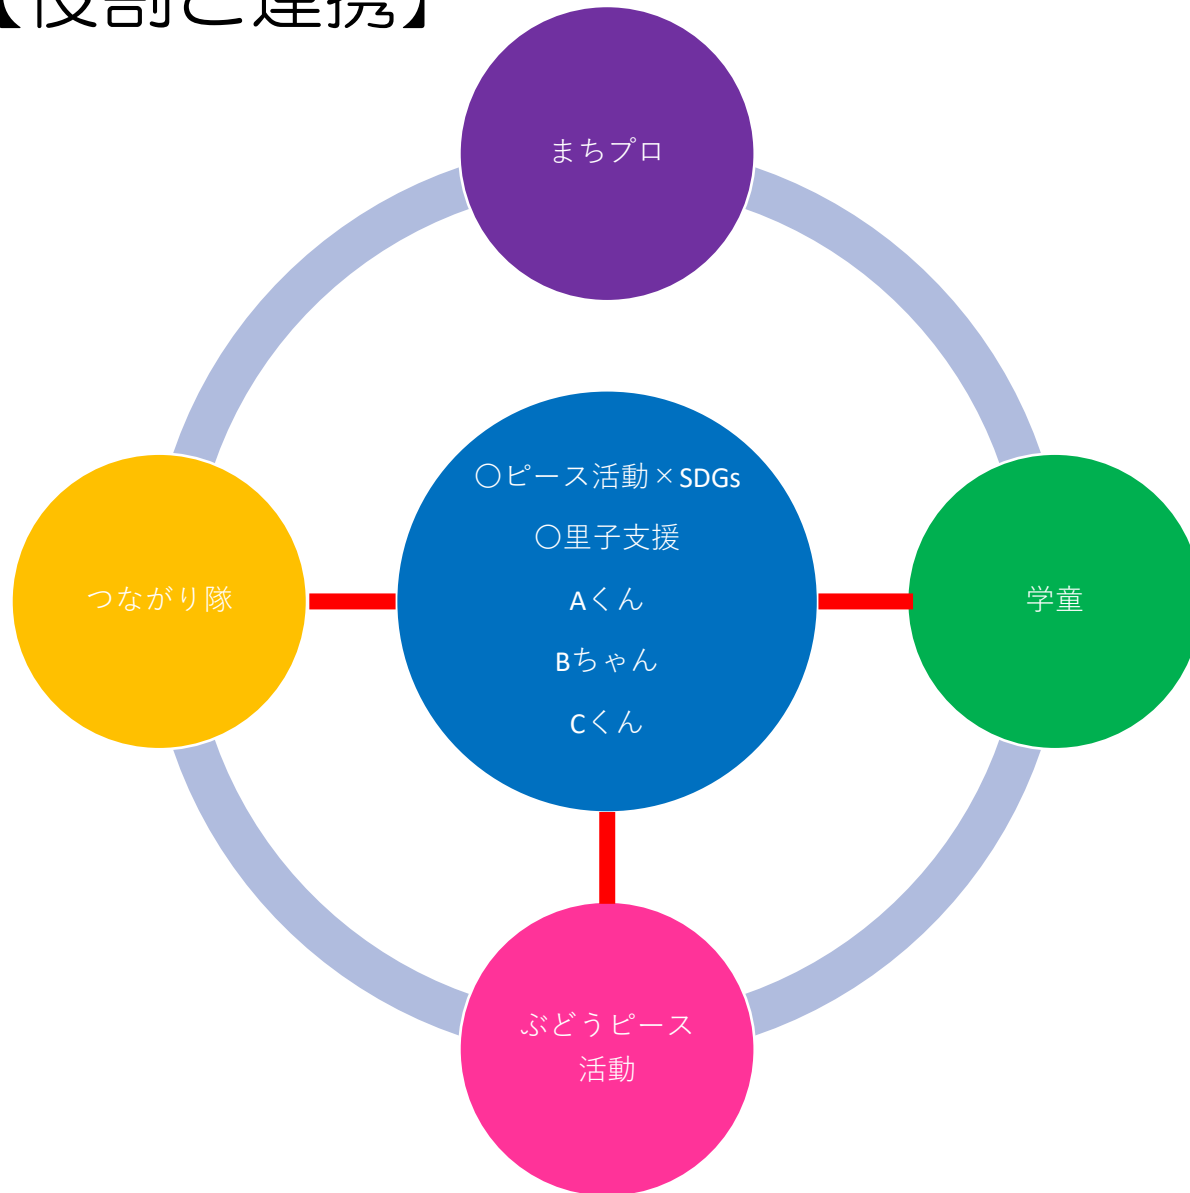 【役割と連携】
まちプロ
〇ピース活動×SDGs
〇里子支援
Aくん
Bちゃん
Cくん
つながり隊
学童
ぶどうピース
活動